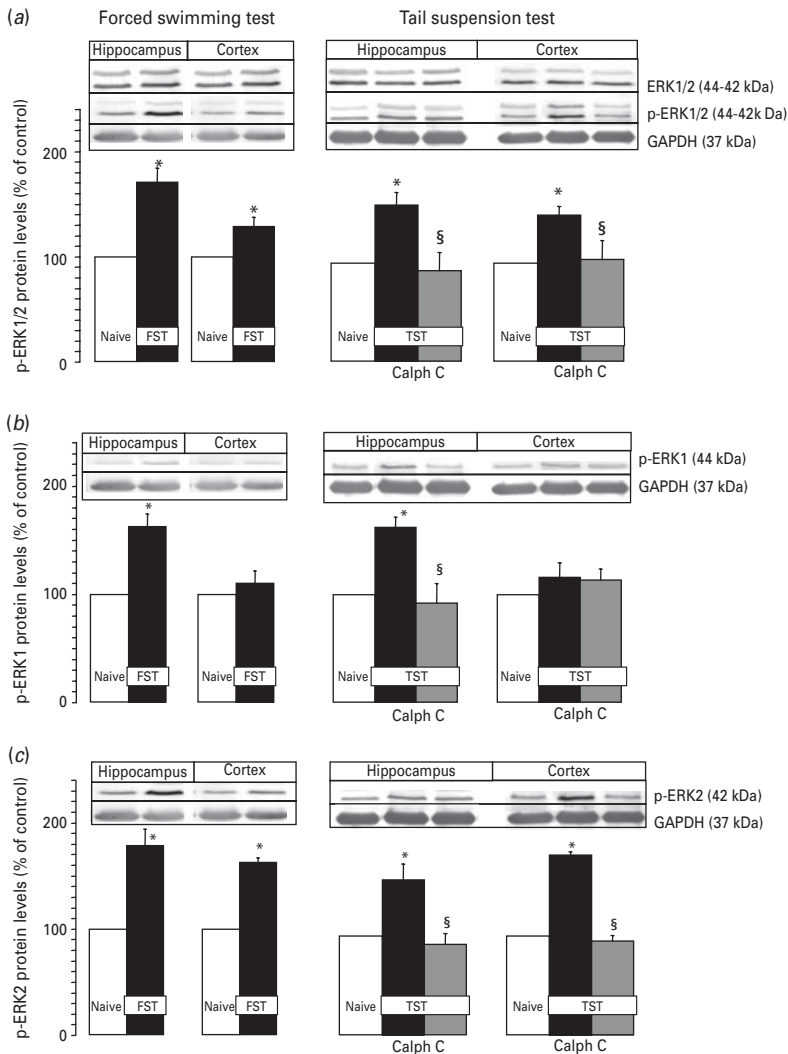 (a)
Forced swimming test
Tail suspension test
Hippocampus Cortex
Hippocampus Cortex
ERK1/2 (44-42 kDa)
p-ERK1/2 (44-42k Da)
GAPDH (37 kDa)
p-ERK1/2 protein levels (% of control)
200
100
0
* *
* §
* §
Naive FST
Naive FST
Naive TST
Naive TST
Calph C
Calph C
(b)
Hippocampus Cortex
Hippocampus Cortex
p-ERK1 (44 kDa)
GAPDH (37 kDa)
p-ERK1 protein levels (% of control)
200
100
0
*
* §
Naive FST
Naive FST
Naive TST
Naive TST
Calph C
Calph C
(c)
Hippocampus Cortex
Hippocampus Cortex
p-ERK2 (42 kDa)
GAPDH (37 kDa)
p-ERK2 protein levels (% of control)
200
100
0
* *
* §
* §
Naive FST
Naive FST
Naive TST
Naive TST
Calph C
Calph C